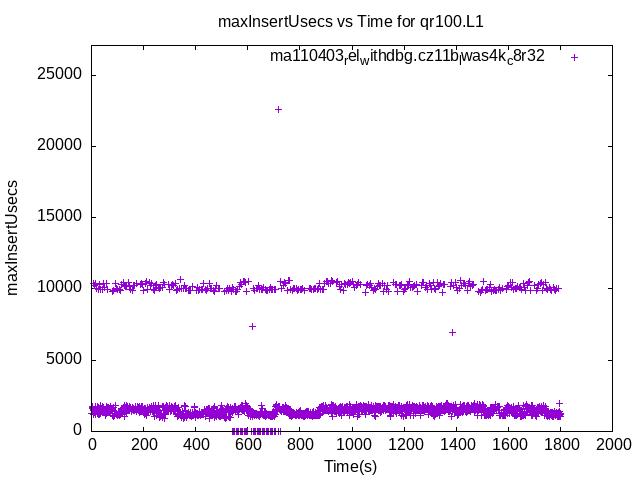 maxInsertUsecs vs Time for qr100.L1
ma110403relwithdbg.cz11blwas4kc8r32
25000
20000
15000
10000
5000
0
maxInsertUsecs
0 200 400 600 800 1000 1200 1400 1600 1800 2000
Time(s)